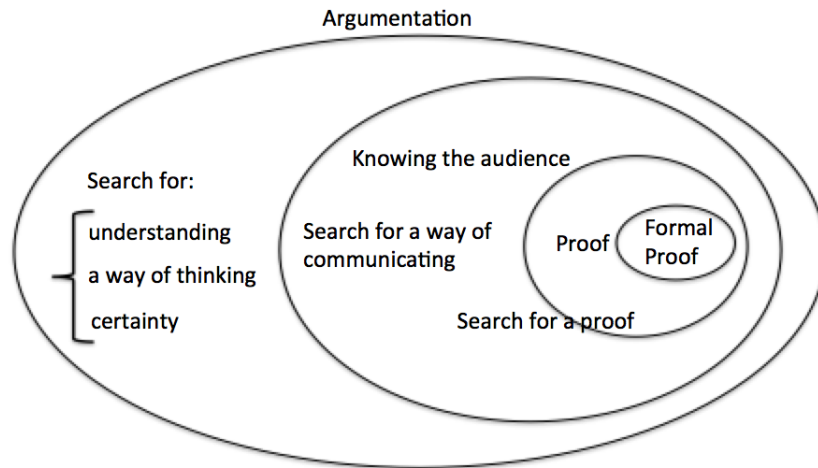 Argumentation
Knowing the audience
Search for:
understanding
a way of thinking
certainty
Search for a way of
communicating
Proof
Formal
Proof
Search for a proof